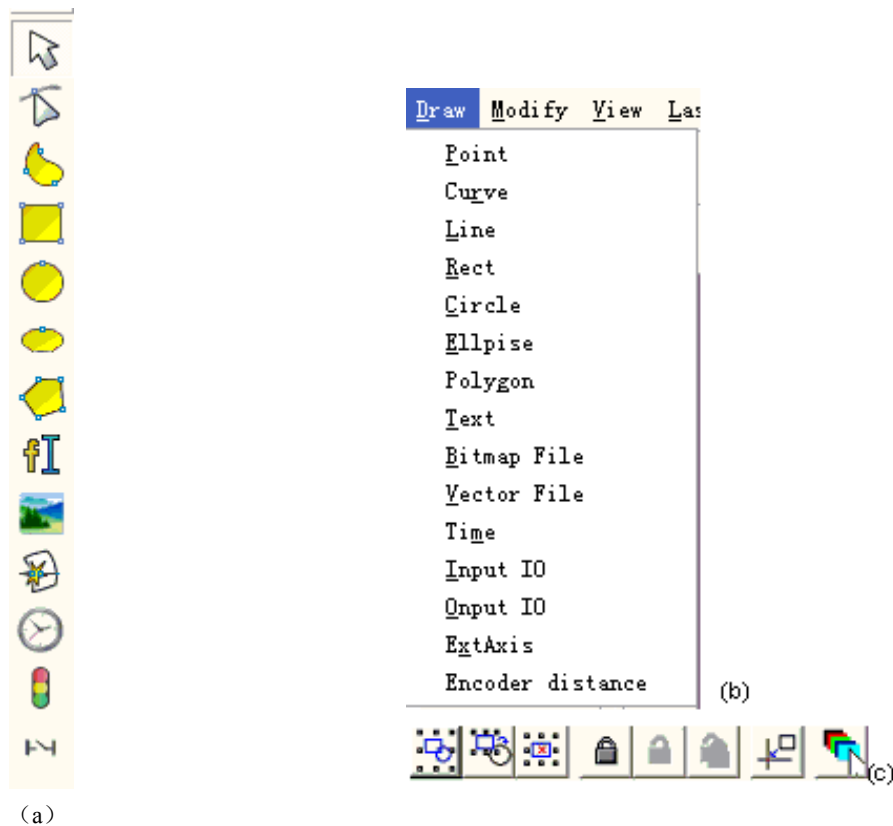 Draw Modify View Las
Point
Curve
Line
Rect
Circle
Ellpise
Polygon
Text
Bitmap File
Vector File
Time
Input IO
Onput IO
ExtAxis
Encoder distance
(b)
(c)
（a）